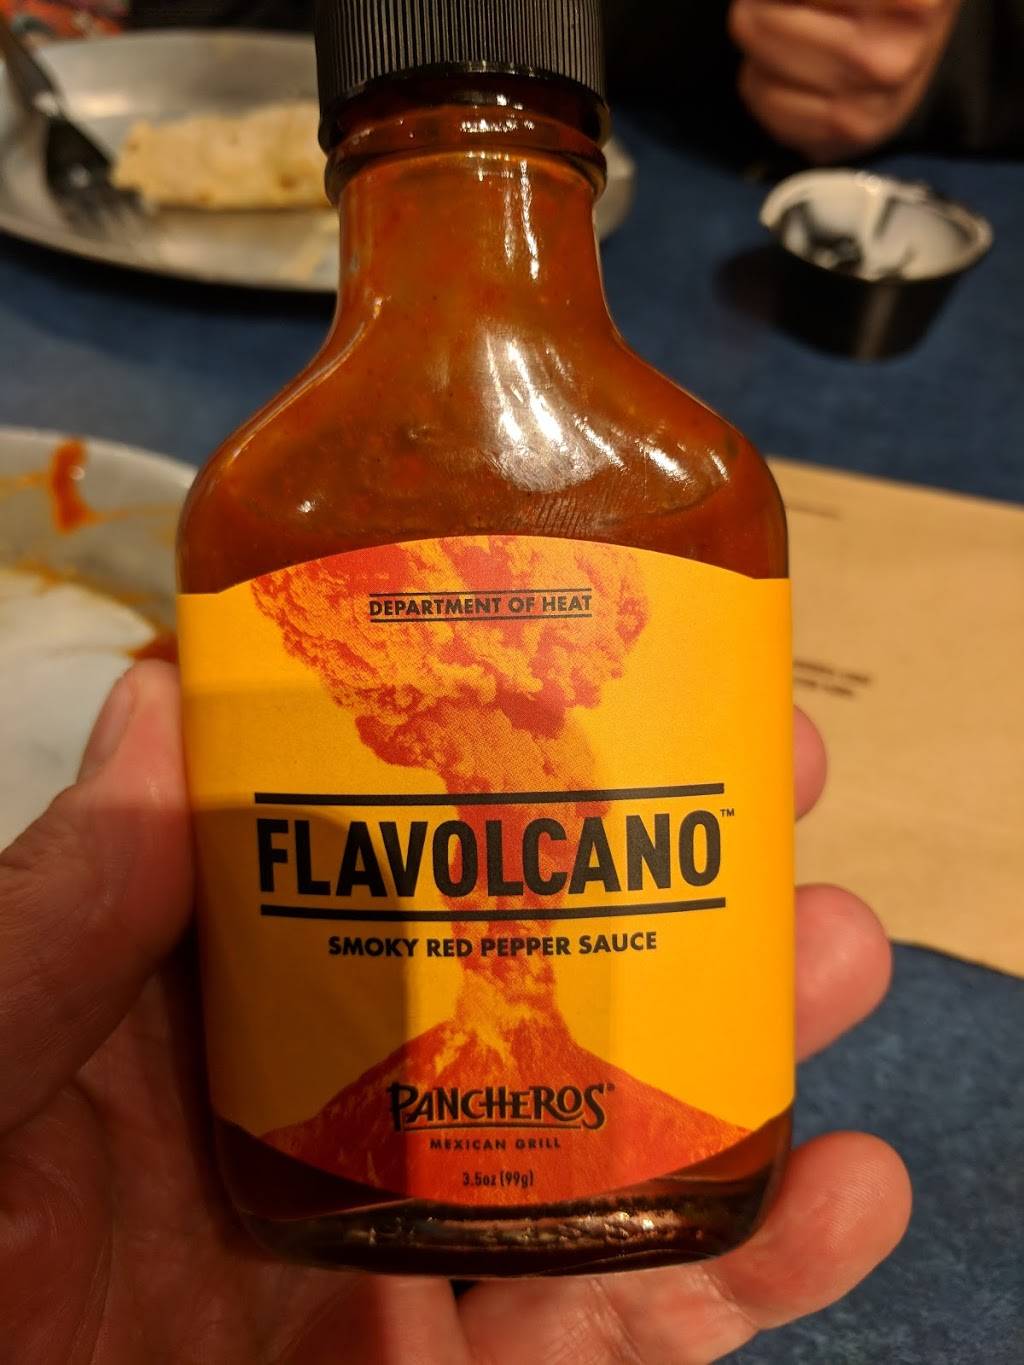 DEPARTMENT OF HEAT
FLAVOLCANO™
SMOKY RED PEPPER SAUCE
PANCHEROS®
MEXICAN GRILL
3.5oz (99g)